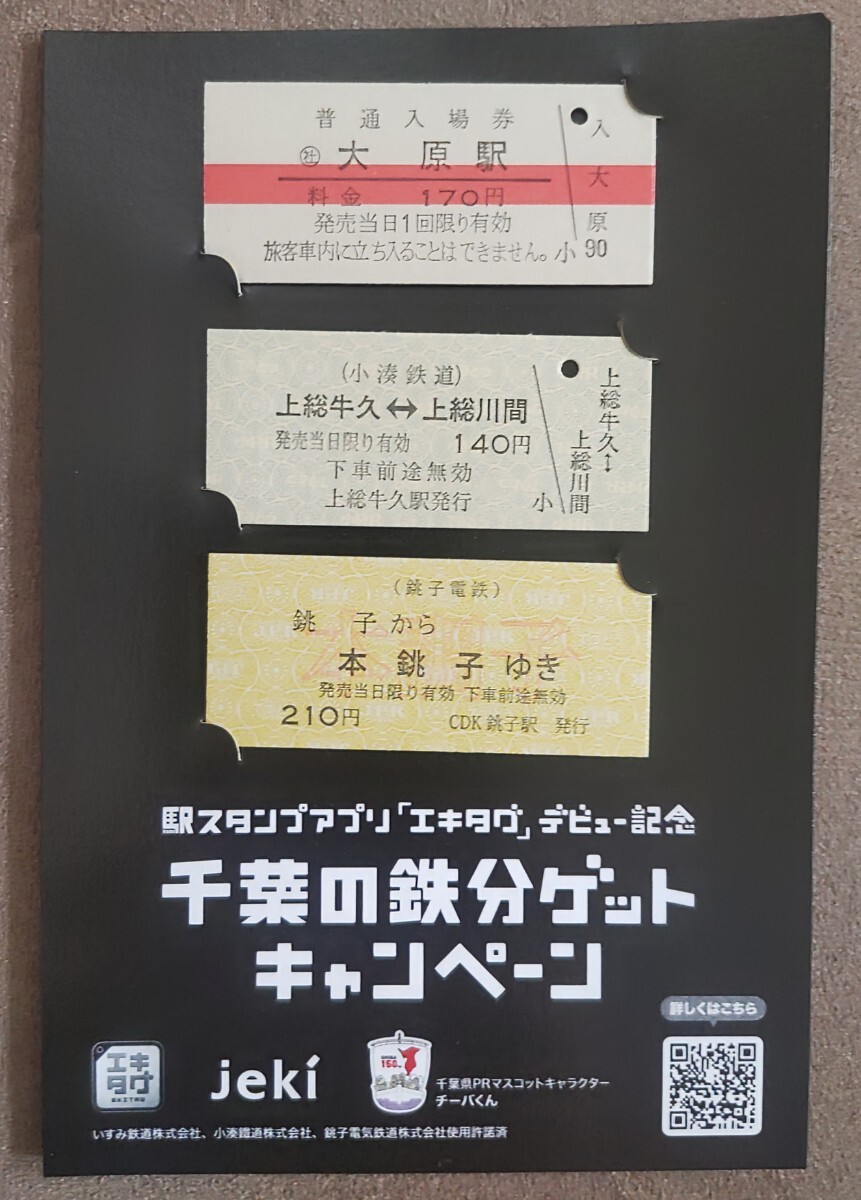 普通入場券
㊓大原駅
料金 170円
発売当日1回限り有効
旅客車内に立ち入ることはできません。小
入
大
原
90
(小湊鉄道)
上総牛久↔上総川間
発売当日限り有効 140円
下車前途無効
上総牛久駅発行 小
上総牛久↔
上総川間
(銚子電鉄)
銚子から
本銚子ゆき
発売当日限り有効 下車前途無効
210円 CDK銚子駅 発行
駅スタンプアプリ「エキタグ」デビュー記念
千葉の鉄分ゲット
キャンペーン
詳しくはこちら
エキ
タグ
EKITAG
jeki
150
千葉県PRマスコットキャラクター
チーバくん
いすみ鉄道株式会社、小湊鐵道株式会社、銚子電気鉄道株式会社使用許諾済